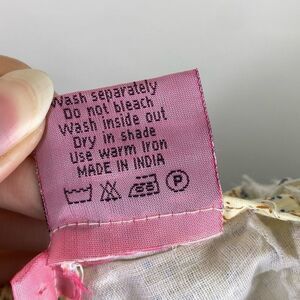 Wash separately
Do not bleach
Wash inside out
Dry in shade
Use warm Iron
MADE IN INDIA
P